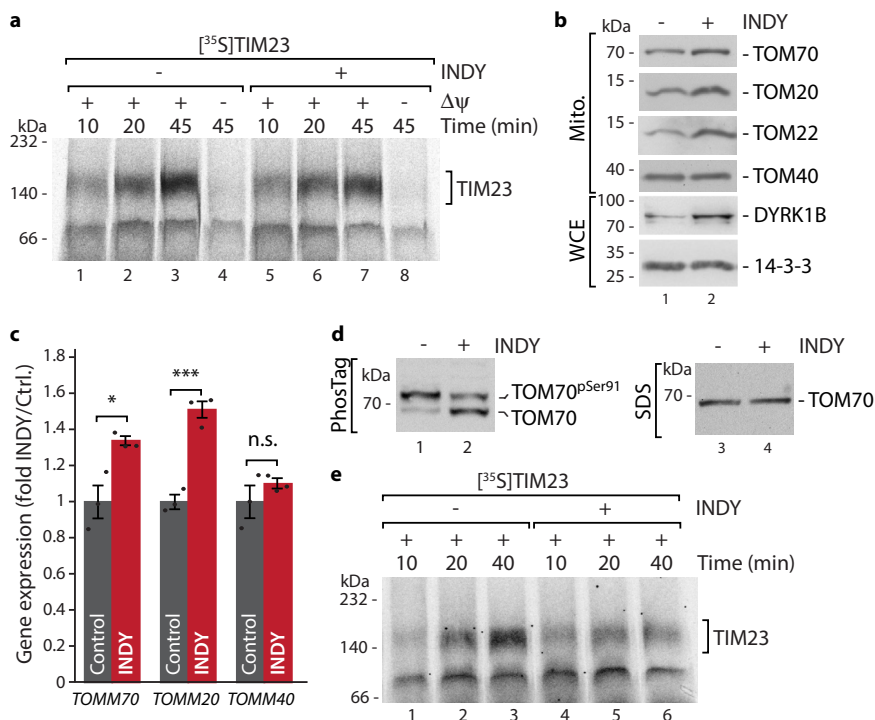 a
[³⁵S]TIM23
- + INDY
+ + + - + + + - Δψ
10 20 45 45 10 20 45 45 Time (min)
kDa
232 -
140 -
66 -
TIM23
1 2 3 4 5 6 7 8
b
kDa - + INDY
Mito.
70 - - TOM70
15 - - TOM20
15 - - TOM22
40 - - TOM40
WCE
100 -
70 - - DYRK1B
35 -
25 - - 14-3-3
1 2
c
Gene expression (fold INDY/Ctrl.)
1.8
1.6
1.4
1.2
1
0.8
0.6
0.4
0.2
0
* *** n.s.
Control INDY Control INDY Control INDY
TOMM70 TOMM20 TOMM40
d
- + INDY
PhosTag
kDa
70 -
TOM70pSer91
TOM70
1 2
- + INDY
SDS
kDa
70 - - TOM70
3 4
e
[³⁵S]TIM23
- + INDY
+ + + + + +
10 20 40 10 20 40 Time (min)
kDa
232 -
140 -
66 -
TIM23
1 2 3 4 5 6